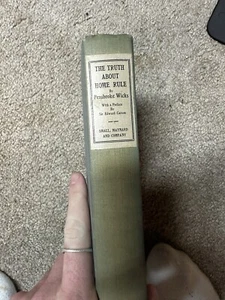 THE TRUTH
ABOUT
HOME RULE
By
Pembroke Wicks
With a Preface
By
Sir Edward Carson
SMALL, MAYNARD
AND COMPANY